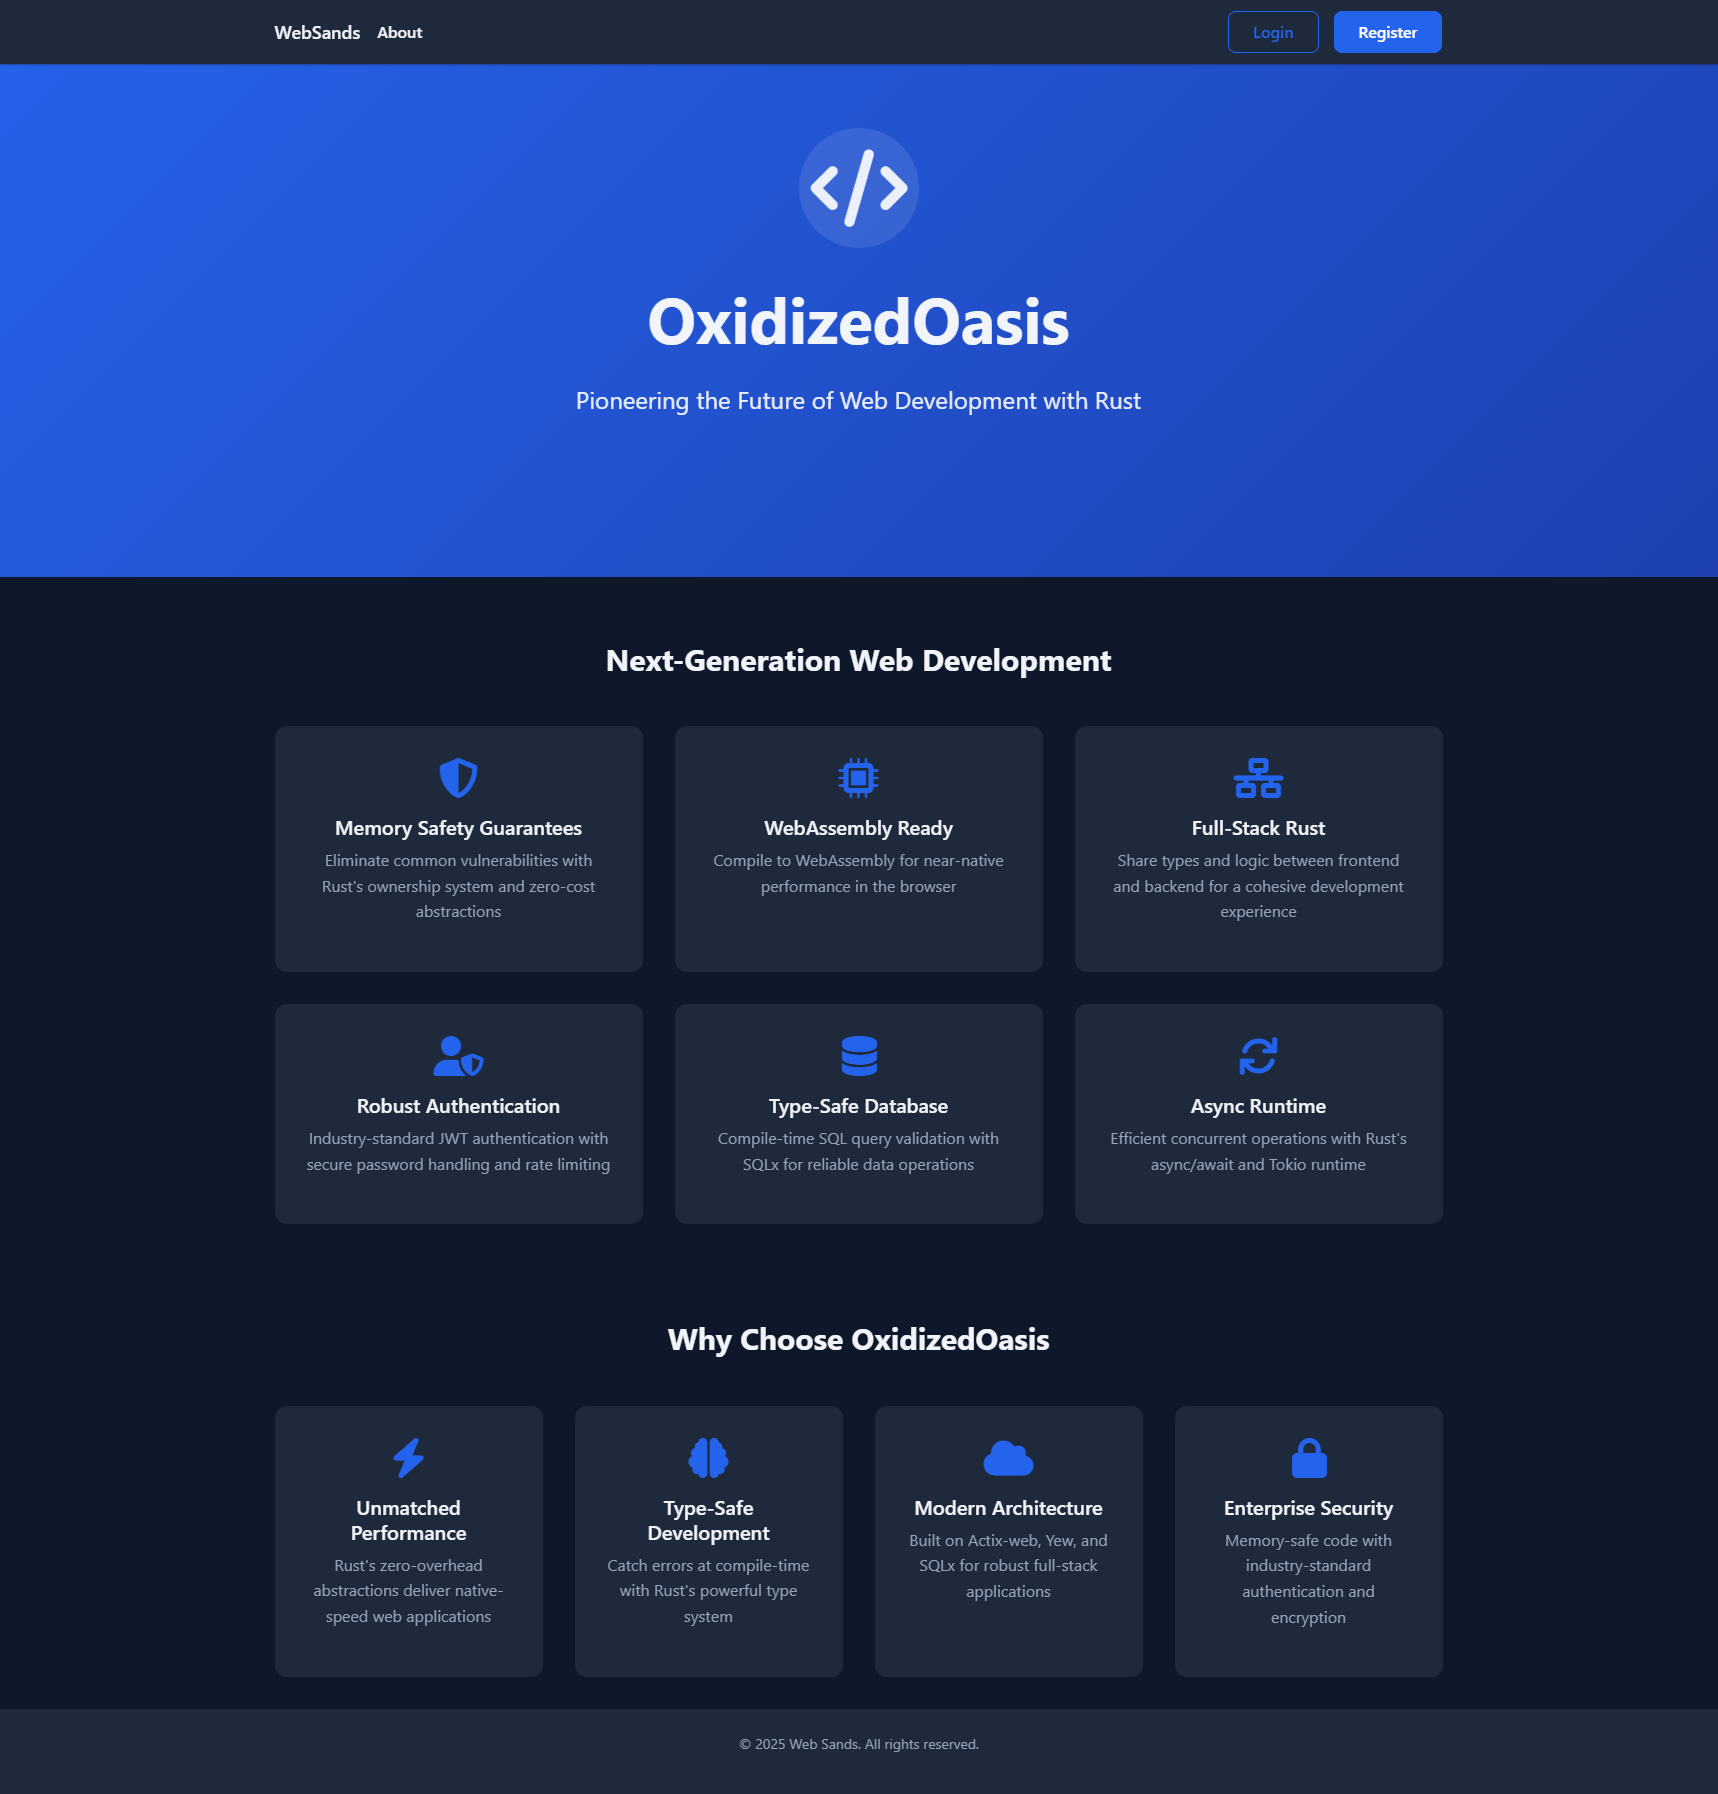 WebSands About Login Register
OxidizedOasis
Pioneering the Future of Web Development with Rust
Next-Generation Web Development
Memory Safety Guarantees
Eliminate common vulnerabilities with
Rust's ownership system and zero-cost
abstractions
WebAssembly Ready
Compile to WebAssembly for near-native
performance in the browser
Full-Stack Rust
Share types and logic between frontend
and backend for a cohesive development
experience
Robust Authentication
Industry-standard JWT authentication with
secure password handling and rate limiting
Type-Safe Database
Compile-time SQL query validation with
SQLx for reliable data operations
Async Runtime
Efficient concurrent operations with Rust's
async/await and Tokio runtime
Why Choose OxidizedOasis
Unmatched
Performance
Rust's zero-overhead
abstractions deliver native-
speed web applications
Type-Safe
Development
Catch errors at compile-time
with Rust's powerful type
system
Modern Architecture
Built on Actix-web, Yew, and
SQLx for robust full-stack
applications
Enterprise Security
Memory-safe code with
industry-standard
authentication and
encryption
© 2025 Web Sands. All rights reserved.